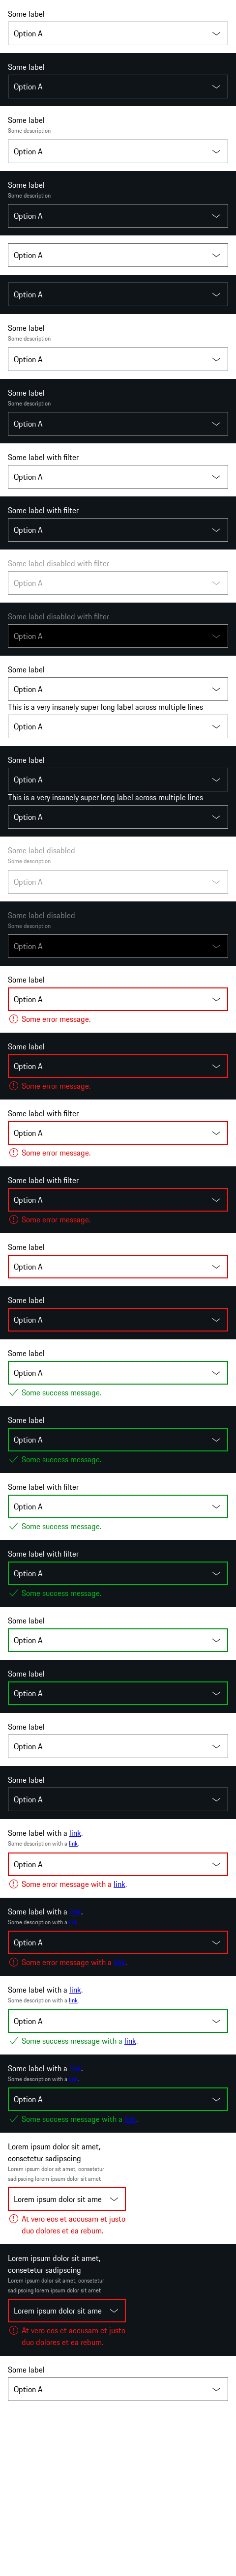 Some label
Option A
Some label
Option A
Some label
Some description
Option A
Some label
Some description
Option A
Option A
Option A
Some label
Some description
Option A
Some label
Some description
Option A
Some label with filter
Option A
Some label with filter
Option A
Some label disabled with filter
Option A
Some label disabled with filter
Option A
Some label
Option A
This is a very insanely super long label across multiple lines
Option A
Some label
Option A
This is a very insanely super long label across multiple lines
Option A
Some label disabled
Some description
Option A
Some label disabled
Some description
Option A
Some label
Option A
Some error message.
Some label
Option A
Some error message.
Some label with filter
Option A
Some error message.
Some label with filter
Option A
Some error message.
Some label
Option A
Some label
Option A
Some label
Option A
Some success message.
Some label
Option A
Some success message.
Some label with filter
Option A
Some success message.
Some label with filter
Option A
Some success message.
Some label
Option A
Some label
Option A
Some label
Option A
Some label
Option A
Some label with a link.
Some description with a link.
Option A
Some error message with a link.
Some label with a link.
Some description with a link.
Option A
Some error message with a link.
Some label with a link.
Some description with a link.
Option A
Some success message with a link.
Some label with a link.
Some description with a link.
Option A
Some success message with a link.
Lorem ipsum dolor sit amet,
consetetur sadipscing
Lorem ipsum dolor sit amet, consetetur
sadipscing lorem ipsum dolor sit amet
Lorem ipsum dolor sit ame
At vero eos et accusam et justo
duo dolores et ea rebum.
Lorem ipsum dolor sit amet,
consetetur sadipscing
Lorem ipsum dolor sit amet, consetetur
sadipscing lorem ipsum dolor sit amet
Lorem ipsum dolor sit ame
At vero eos et accusam et justo
duo dolores et ea rebum.
Some label
Option A